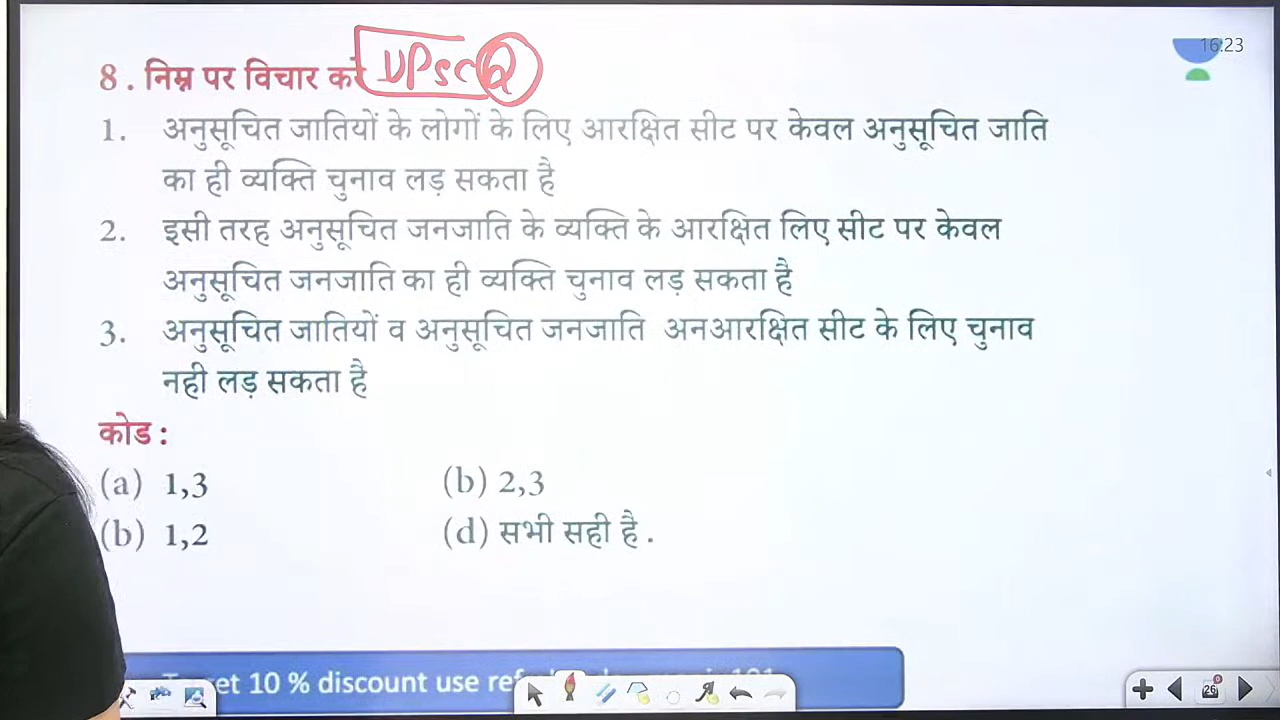 16:23
8 . निम्न पर विचार करे UPSC Q
1. अनुसूचित जातियों के लोगों के लिए आरक्षित सीट पर केवल अनुसूचित जाति
का ही व्यक्ति चुनाव लड़ सकता है
2. इसी तरह अनुसूचित जनजाति के व्यक्ति के आरक्षित लिए सीट पर केवल
अनुसूचित जनजाति का ही व्यक्ति चुनाव लड़ सकता है
3. अनुसूचित जातियों व अनुसूचित जनजाति अनआरक्षित सीट के लिए चुनाव
नही लड़ सकता है
कोड :
(a) 1,3 (b) 2,3
(b) 1,2 (d) सभी सही है .
et 10 % discount use
26